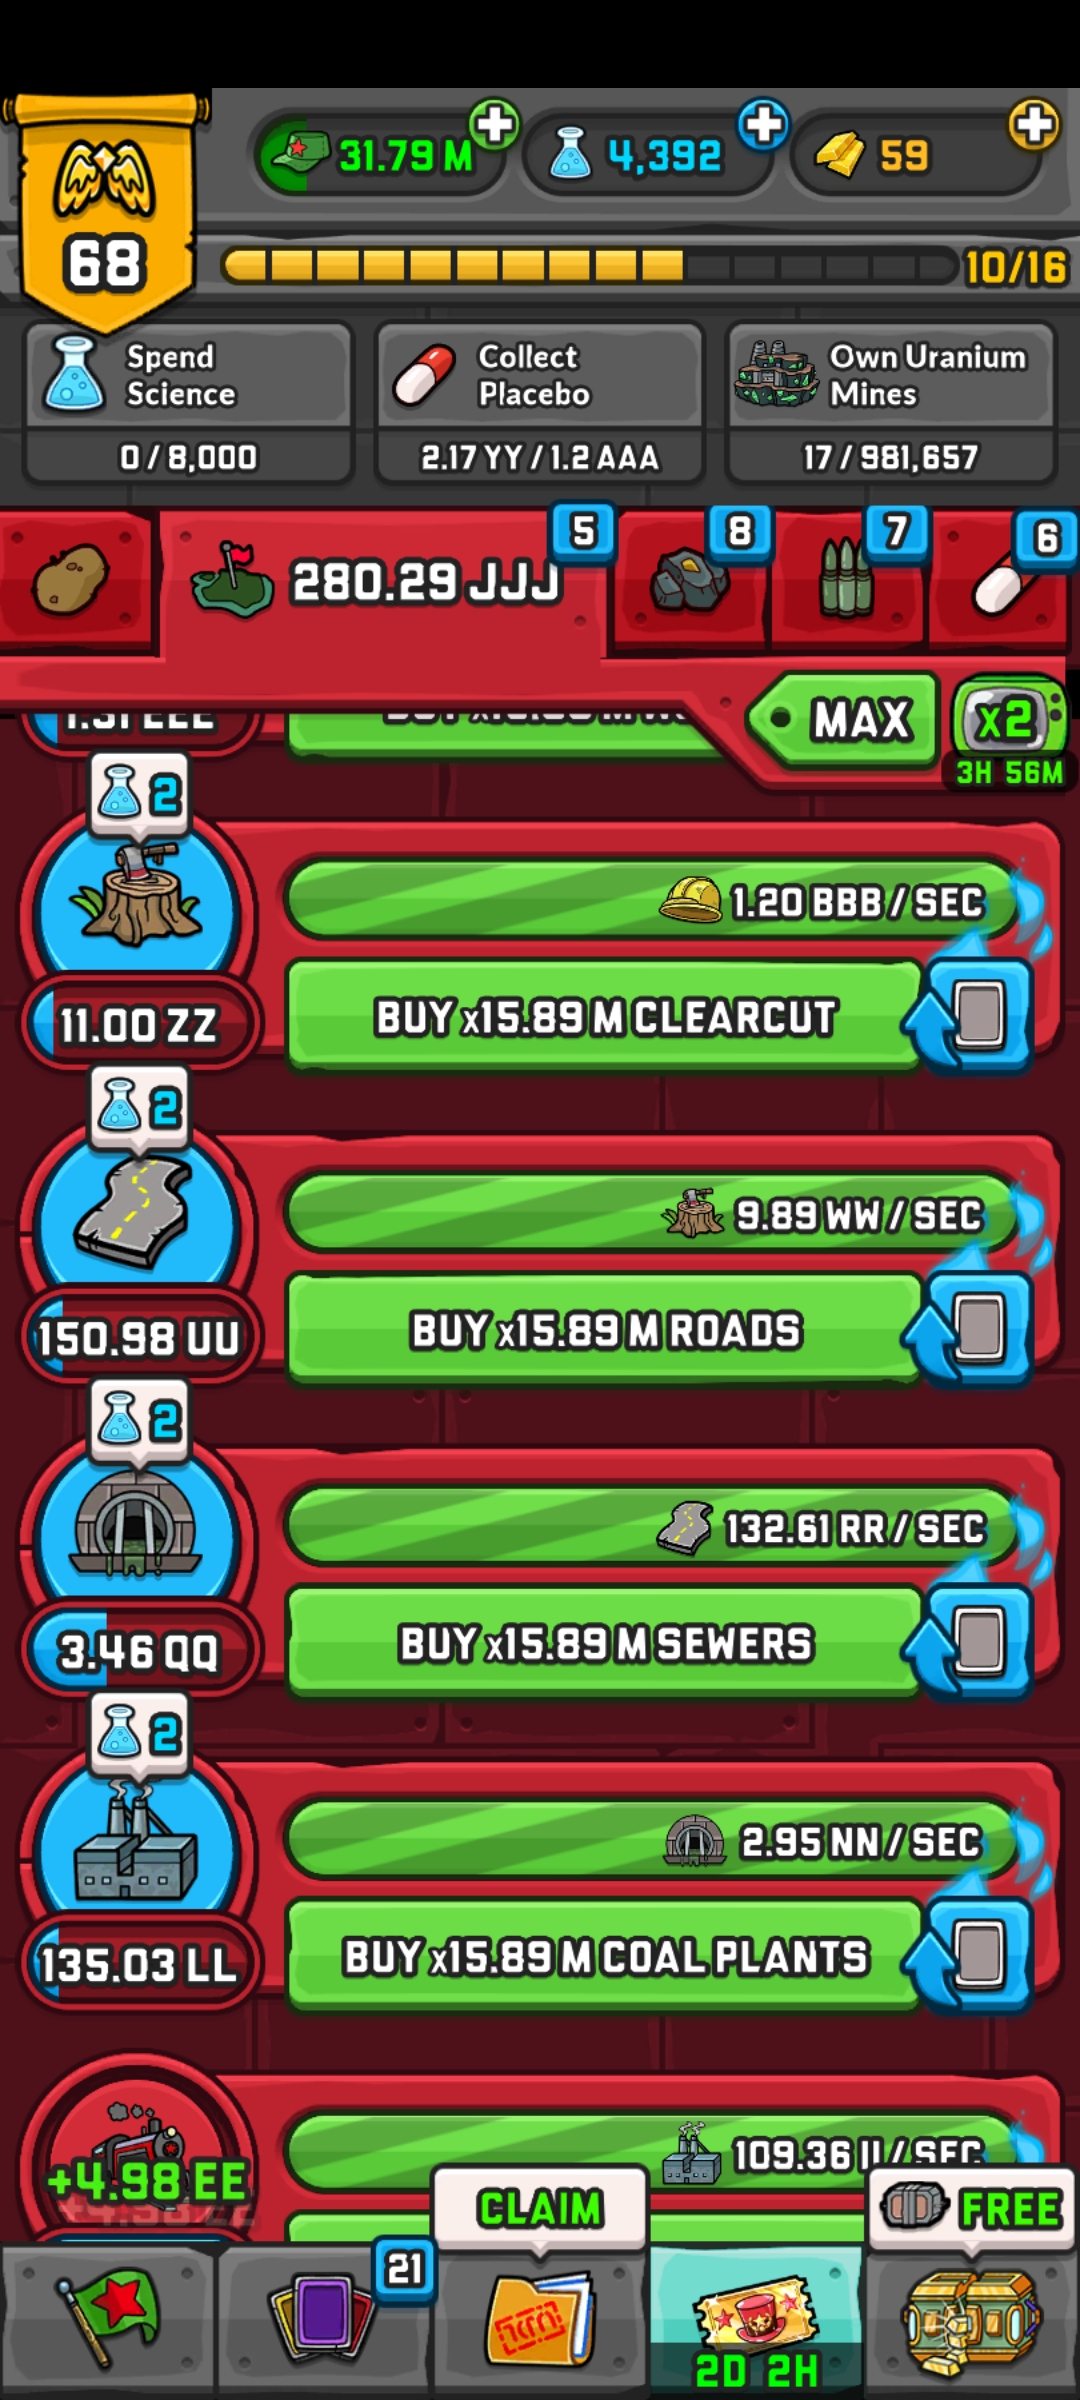 31.79 M
4,392
59
68
10/16
Spend
Science
Collect
Placebo
Own Uranium
Mines
0 / 8,000
2.17 YY / 1.2 AAA
17 / 981,657
280.29 JJJ
5
8
7
6
MAX
x2
3H 56M
1.31 EEE
2
1.20 BBB / SEC
11.00 ZZ
BUY x15.89 M CLEARCUT
2
9.89 WW / SEC
150.98 UU
BUY x15.89 M ROADS
2
132.61 RR / SEC
3.46 QQ
BUY x15.89 M SEWERS
2
2.95 NN / SEC
135.03 LL
BUY x15.89 M COAL PLANTS
109.36 II / SEC
+4.98 EE
CLAIM
FREE
21
2D 2H